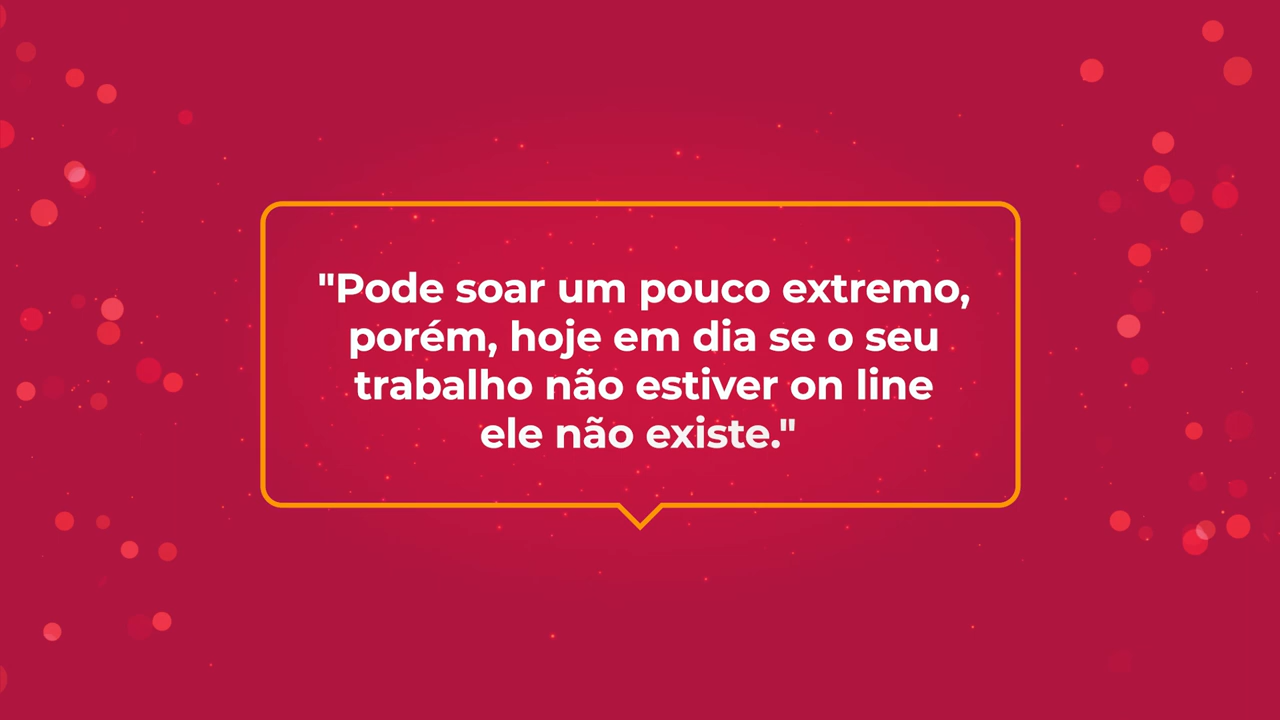 "Pode soar um pouco extremo,
porém, hoje em dia se o seu
trabalho não estiver on line
ele não existe."